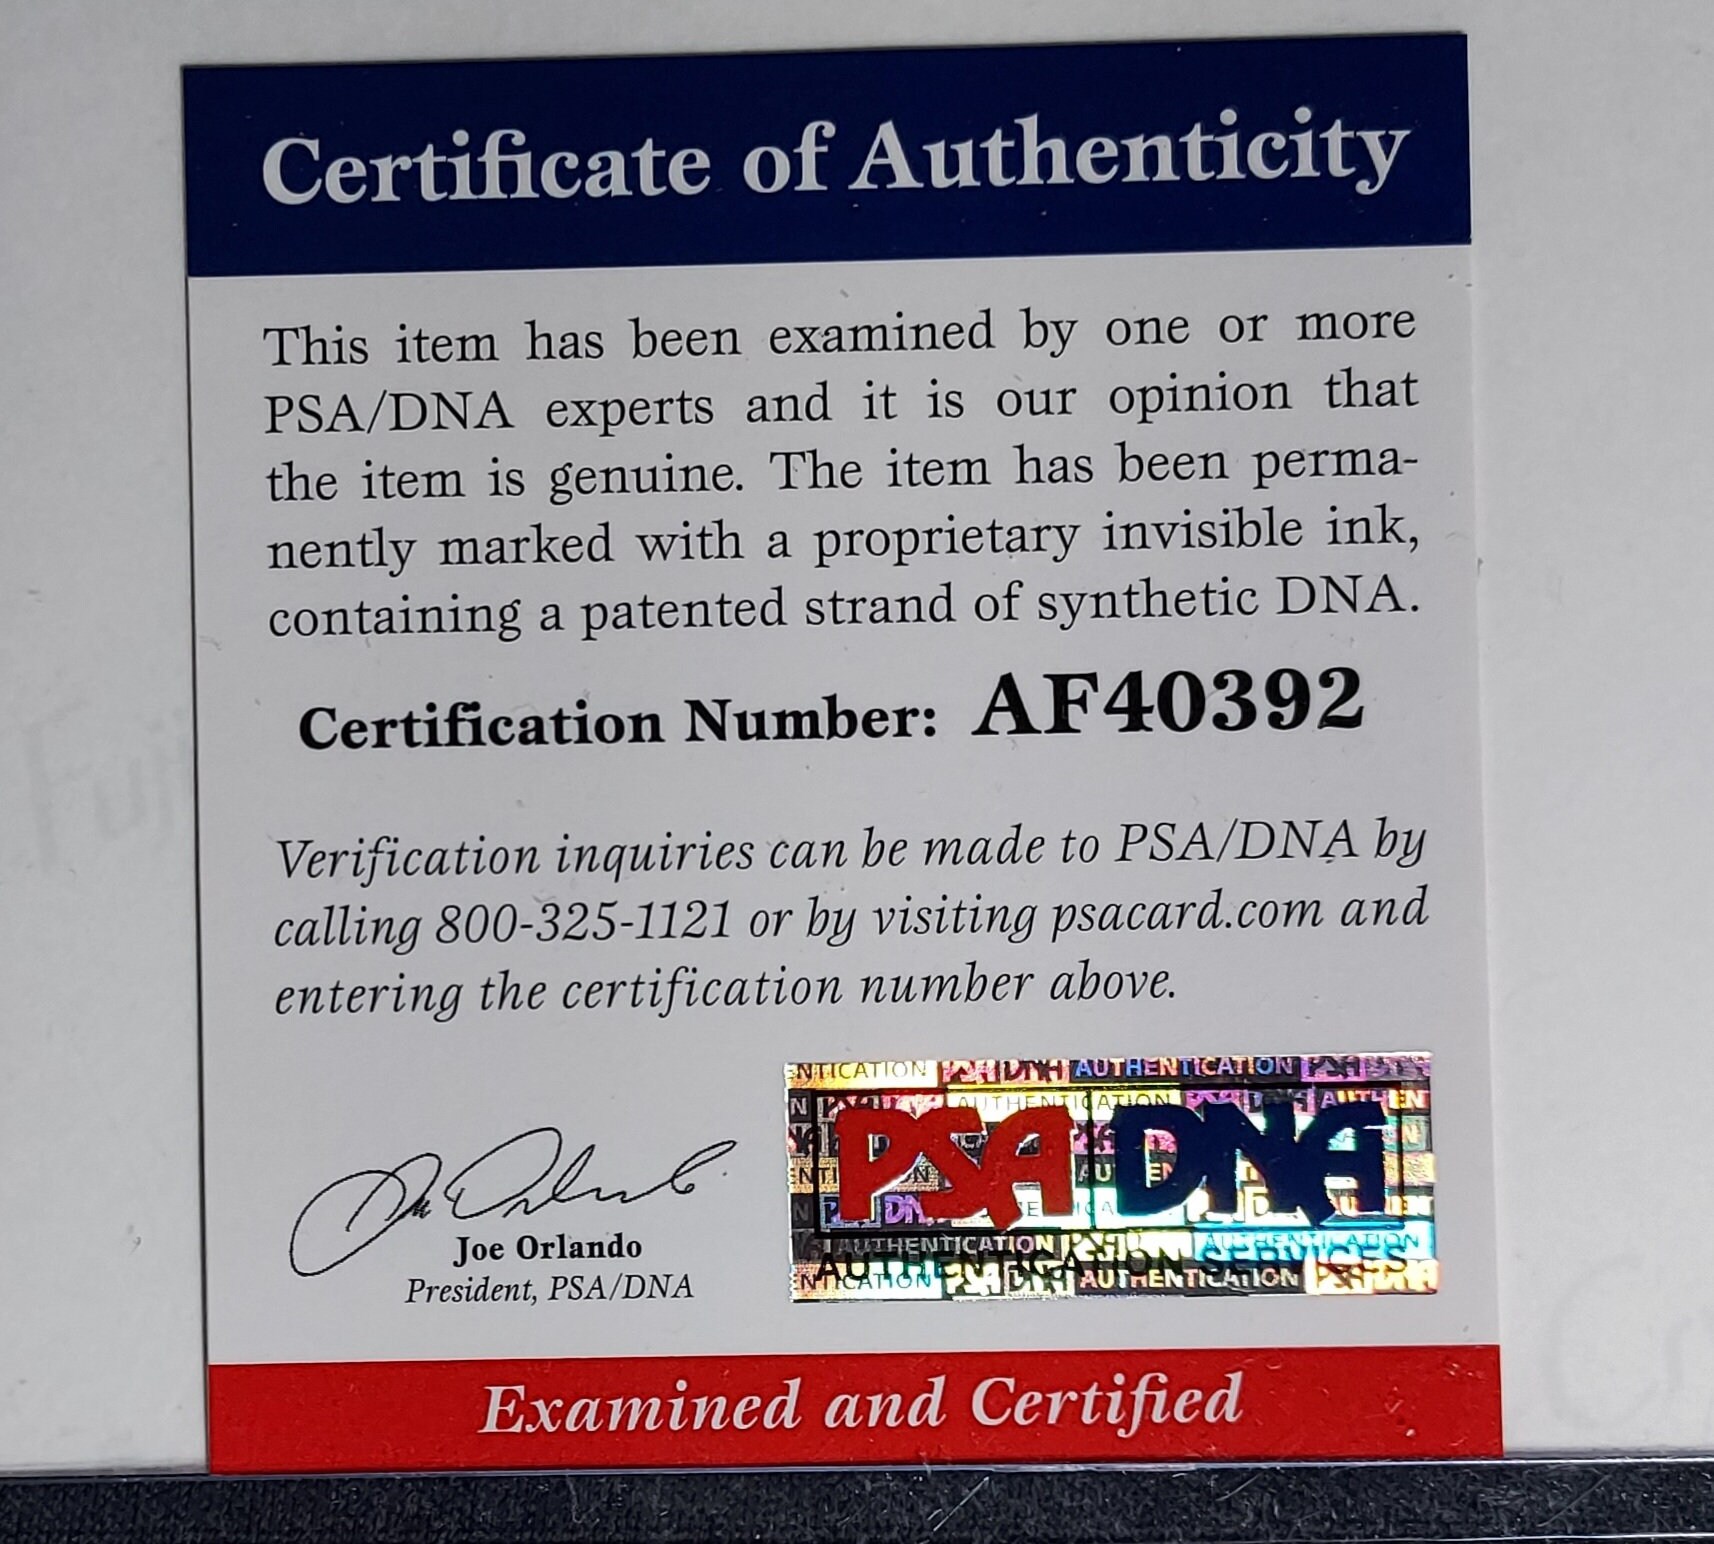 Certificate of Authenticity
This item has been examined by one or more
PSA/DNA experts and it is our opinion that
the item is genuine. The item has been perma-
nently marked with a proprietary invisible ink,
containing a patented strand of synthetic DNA.
Certification Number: AF40392
Verification inquiries can be made to PSA/DNA by
calling 800-325-1121 or by visiting psacard.com and
entering the certification number above.
Joe Orlando
President, PSA/DNA
PSA DNA
AUTHENTICATION SERVICES
Examined and Certified